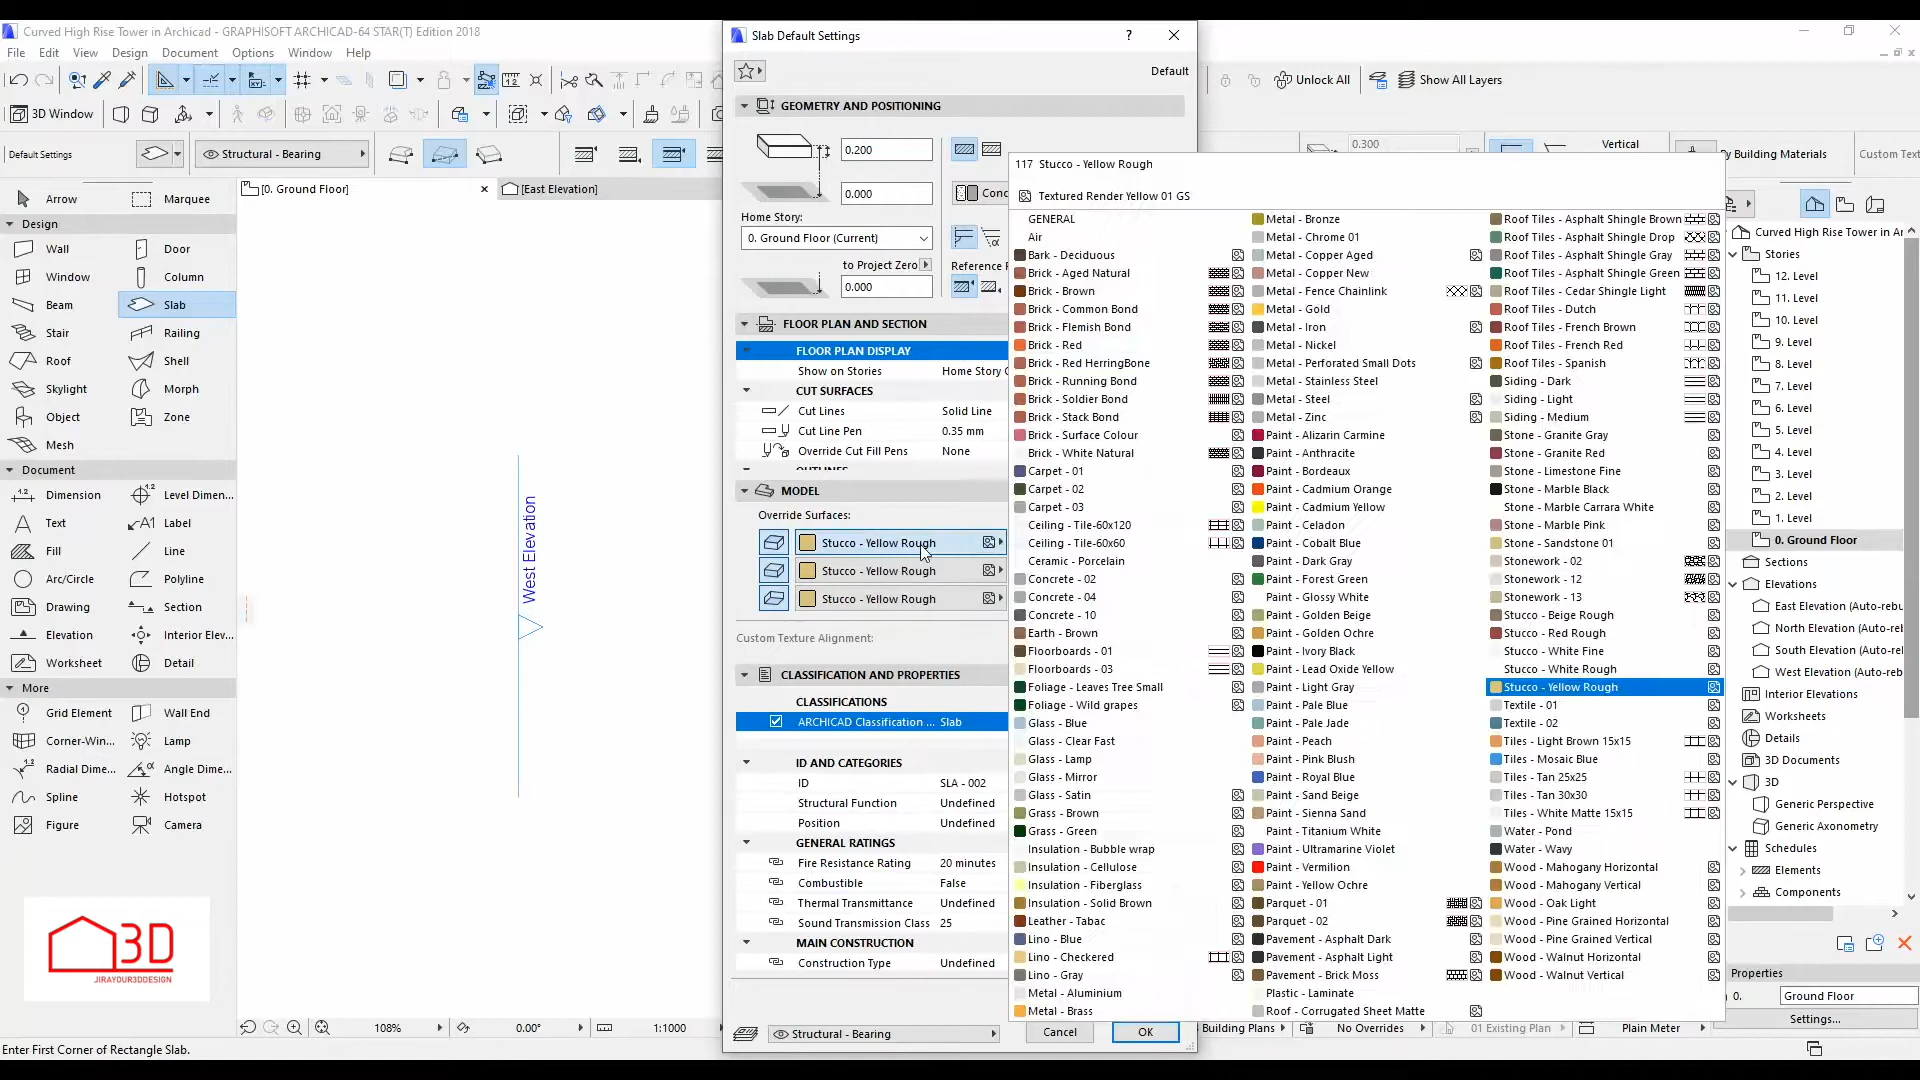 Curved High Rise Tower in Archicad - GRAPHISOFT ARCHICAD-64 STAR(T) Edition 2018
File Edit View Design Document Options Window Help
3D Window
Unlock All
Show All Layers
Default Settings
Structural - Bearing
0.300
Vertical
By Building Materials
Custom Text
Arrow Marquee
Design
Wall Door
Window Column
Beam Slab
Stair Railing
Roof Shell
Skylight Morph
Object Zone
Mesh
Document
Dimension Level Dimen...
Text Label
Fill Line
Arc/Circle Polyline
Drawing Section
Elevation Interior Elev...
Worksheet Detail
More
Grid Element Wall End
Corner-Win... Lamp
Radial Dime... Angle Dime...
Spline Hotspot
Figure Camera
3D
JIRAYOUR3DDESIGN
Enter First Corner of Rectangle Slab.
[0. Ground Floor]
[East Elevation]
West Elevation
108%
0.00°
1:1000
Slab Default Settings
Default
GEOMETRY AND POSITIONING
0.200
0.000
Conc
Home Story:
0. Ground Floor (Current)
to Project Zero
Reference P
0.000
FLOOR PLAN AND SECTION
FLOOR PLAN DISPLAY
Show on Stories Home Story
CUT SURFACES
Cut Lines Solid Line
Cut Line Pen 0.35 mm
Override Cut Fill Pens None
OUTLINES
MODEL
Override Surfaces:
Stucco - Yellow Rough
Stucco - Yellow Rough
Stucco - Yellow Rough
Custom Texture Alignment:
CLASSIFICATION AND PROPERTIES
CLASSIFICATIONS
ARCHICAD Classification ... Slab
ID AND CATEGORIES
ID SLA - 002
Structural Function Undefined
Position Undefined
GENERAL RATINGS
Fire Resistance Rating 20 minutes
Combustible False
Thermal Transmittance Undefined
Sound Transmission Class 25
MAIN CONSTRUCTION
Construction Type Undefined
Structural - Bearing
Cancel OK
117 Stucco - Yellow Rough
Textured Render Yellow 01 GS
GENERAL
Air
Bark - Deciduous
Brick - Aged Natural
Brick - Brown
Brick - Common Bond
Brick - Flemish Bond
Brick - Red
Brick - Red HerringBone
Brick - Running Bond
Brick - Soldier Bond
Brick - Stack Bond
Brick - Surface Colour
Brick - White Natural
Carpet - 01
Carpet - 02
Carpet - 03
Ceiling - Tile-60x120
Ceiling - Tile-60x60
Ceramic - Porcelain
Concrete - 02
Concrete - 04
Concrete - 10
Earth - Brown
Floorboards - 01
Floorboards - 03
Foliage - Leaves Tree Small
Foliage - Wild grapes
Glass - Blue
Glass - Clear Fast
Glass - Lamp
Glass - Mirror
Glass - Satin
Grass - Brown
Grass - Green
Insulation - Bubble wrap
Insulation - Cellulose
Insulation - Fiberglass
Insulation - Solid Brown
Leather - Tabac
Lino - Blue
Lino - Checkered
Lino - Gray
Metal - Aluminium
Metal - Brass
Metal - Bronze
Metal - Chrome 01
Metal - Copper Aged
Metal - Copper New
Metal - Fence Chainlink
Metal - Gold
Metal - Iron
Metal - Nickel
Metal - Perforated Small Dots
Metal - Stainless Steel
Metal - Steel
Metal - Zinc
Paint - Alizarin Carmine
Paint - Anthracite
Paint - Bordeaux
Paint - Cadmium Orange
Paint - Cadmium Yellow
Paint - Celadon
Paint - Cobalt Blue
Paint - Dark Gray
Paint - Forest Green
Paint - Glossy White
Paint - Golden Beige
Paint - Golden Ochre
Paint - Ivory Black
Paint - Lead Oxide Yellow
Paint - Light Gray
Paint - Pale Blue
Paint - Pale Jade
Paint - Peach
Paint - Pink Blush
Paint - Royal Blue
Paint - Sand Beige
Paint - Sienna Sand
Paint - Titanium White
Paint - Ultramarine Violet
Paint - Vermilion
Paint - Yellow Ochre
Parquet - 01
Parquet - 02
Pavement - Asphalt Dark
Pavement - Asphalt Light
Pavement - Brick Moss
Plastic - Laminate
Roof - Corrugated Sheet Matte
Roof Tiles - Asphalt Shingle Brown
Roof Tiles - Asphalt Shingle Drop
Roof Tiles - Asphalt Shingle Gray
Roof Tiles - Asphalt Shingle Green
Roof Tiles - Cedar Shingle Light
Roof Tiles - Dutch
Roof Tiles - French Brown
Roof Tiles - French Red
Roof Tiles - Spanish
Siding - Dark
Siding - Light
Siding - Medium
Stone - Granite Gray
Stone - Granite Red
Stone - Limestone Fine
Stone - Marble Black
Stone - Marble Carrara White
Stone - Marble Pink
Stone - Sandstone 01
Stonework - 02
Stonework - 12
Stonework - 13
Stucco - Beige Rough
Stucco - Red Rough
Stucco - White Fine
Stucco - White Rough
Stucco - Yellow Rough
Textile - 01
Textile - 02
Tiles - Light Brown 15x15
Tiles - Mosaic Blue
Tiles - Tan 25x25
Tiles - Tan 30x30
Tiles - White Matte 15x15
Water - Pond
Water - Wavy
Wood - Mahogany Horizontal
Wood - Mahogany Vertical
Wood - Oak Light
Wood - Pine Grained Horizontal
Wood - Pine Grained Vertical
Wood - Walnut Horizontal
Wood - Walnut Vertical
Building Plans
No Overrides
01 Existing Plan
Plain Meter
Curved High Rise Tower in Ar
Stories
12. Level
11. Level
10. Level
9. Level
8. Level
7. Level
6. Level
5. Level
4. Level
3. Level
2. Level
1. Level
0. Ground Floor
Sections
Elevations
East Elevation (Auto-rebu
North Elevation (Auto-rel
South Elevation (Auto-rel
West Elevation (Auto-reb
Interior Elevations
Worksheets
Details
3D Documents
3D
Generic Perspective
Generic Axonometry
Schedules
Elements
Components
Properties
0. Ground Floor
Settings...